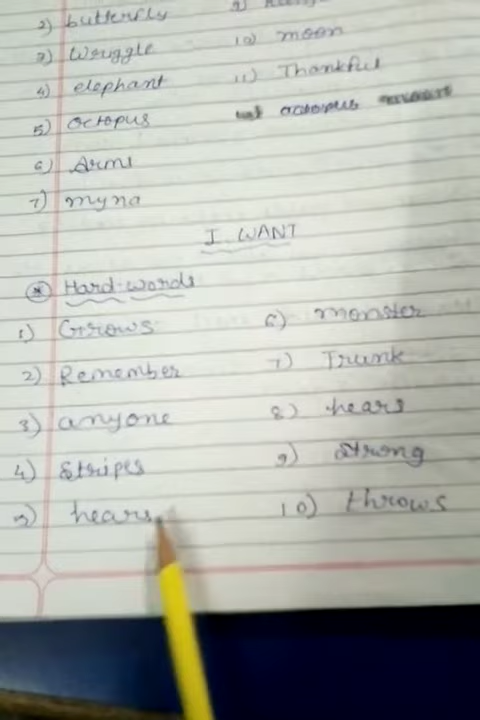 2) butterfly
3) Wriggle 10) moon
4) elephant 11) Thankful
5) Octopus octopus
6) Arms
7) myna
I WANT
Hard-words
1) Grows 6) monster
2) Remember 7) Trunk
3) anyone 8) hears
4) Stripes 9) Strong
5) hears 10) throws